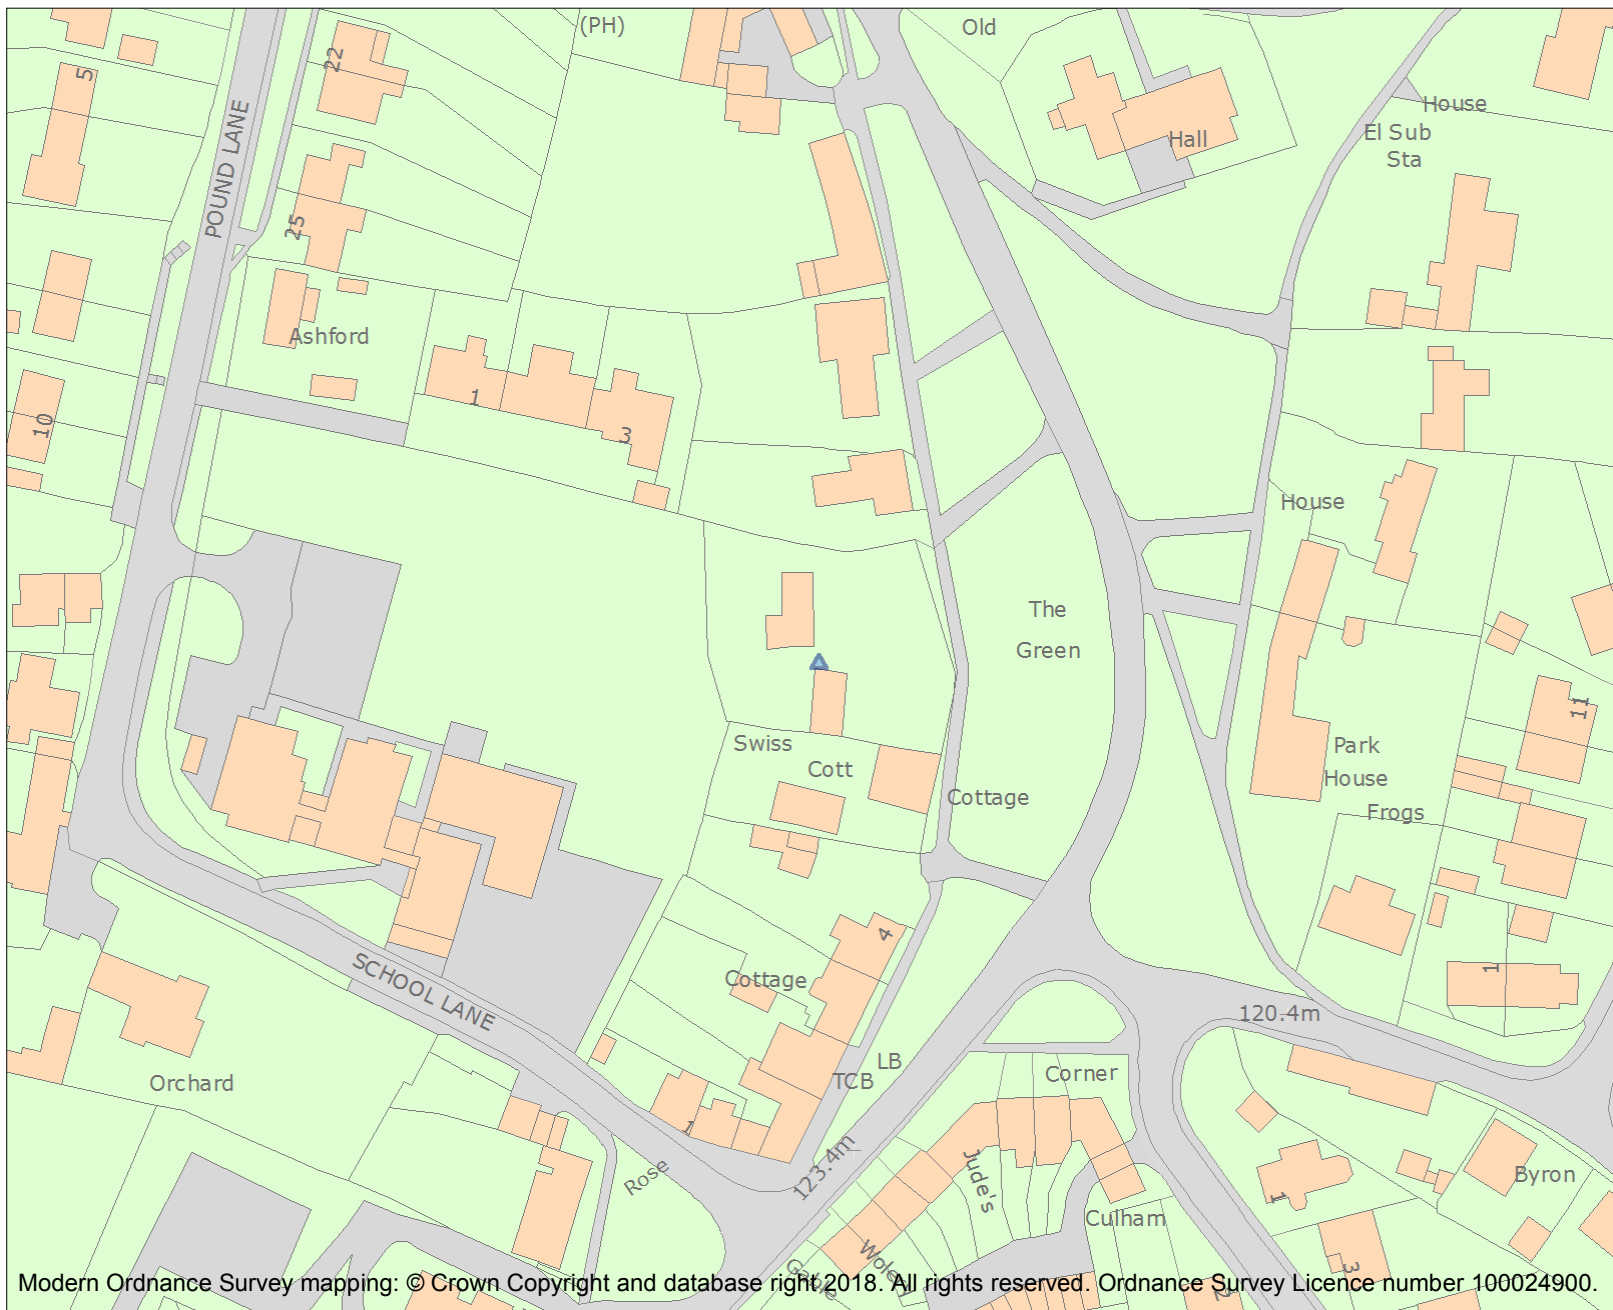 (PH)
Old
22
5
POUND LANE
House
El Sub
Sta
Hall
25
Ashford
1
3
10
House
The
Green
11
Swiss
Cott
Park
House
Cottage
Frogs
4
Cottage
1
SCHOOL LANE
120.4m
LB
TCB
Corner
Orchard
1
Rose
123.4m
Jude's
Byron
1
Culham
Gable
3
2
Modern Ordnance Survey mapping: © Crown Copyright and database right 2018. All rights reserved. Ordnance Survey Licence number 100024900.